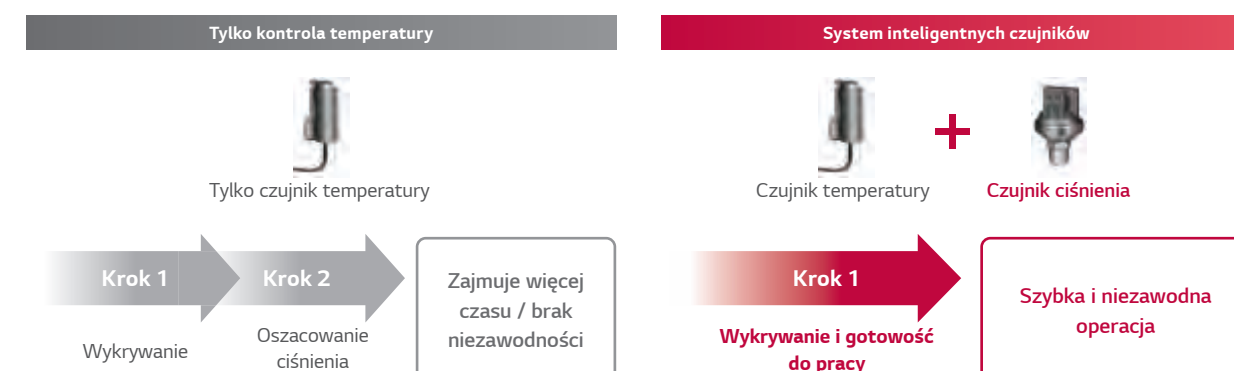 Tylko kontrola temperatury
Tylko czujnik temperatury
Krok 1
Krok 2
Wykrywanie
Oszacowanie
ciśnienia
Zajmuje więcej
czasu / brak
niezawodności
System inteligentnych czujników
+
Czujnik temperatury
Czujnik ciśnienia
Krok 1
Wykrywanie i gotowość
do pracy
Szybka i niezawodna
operacja